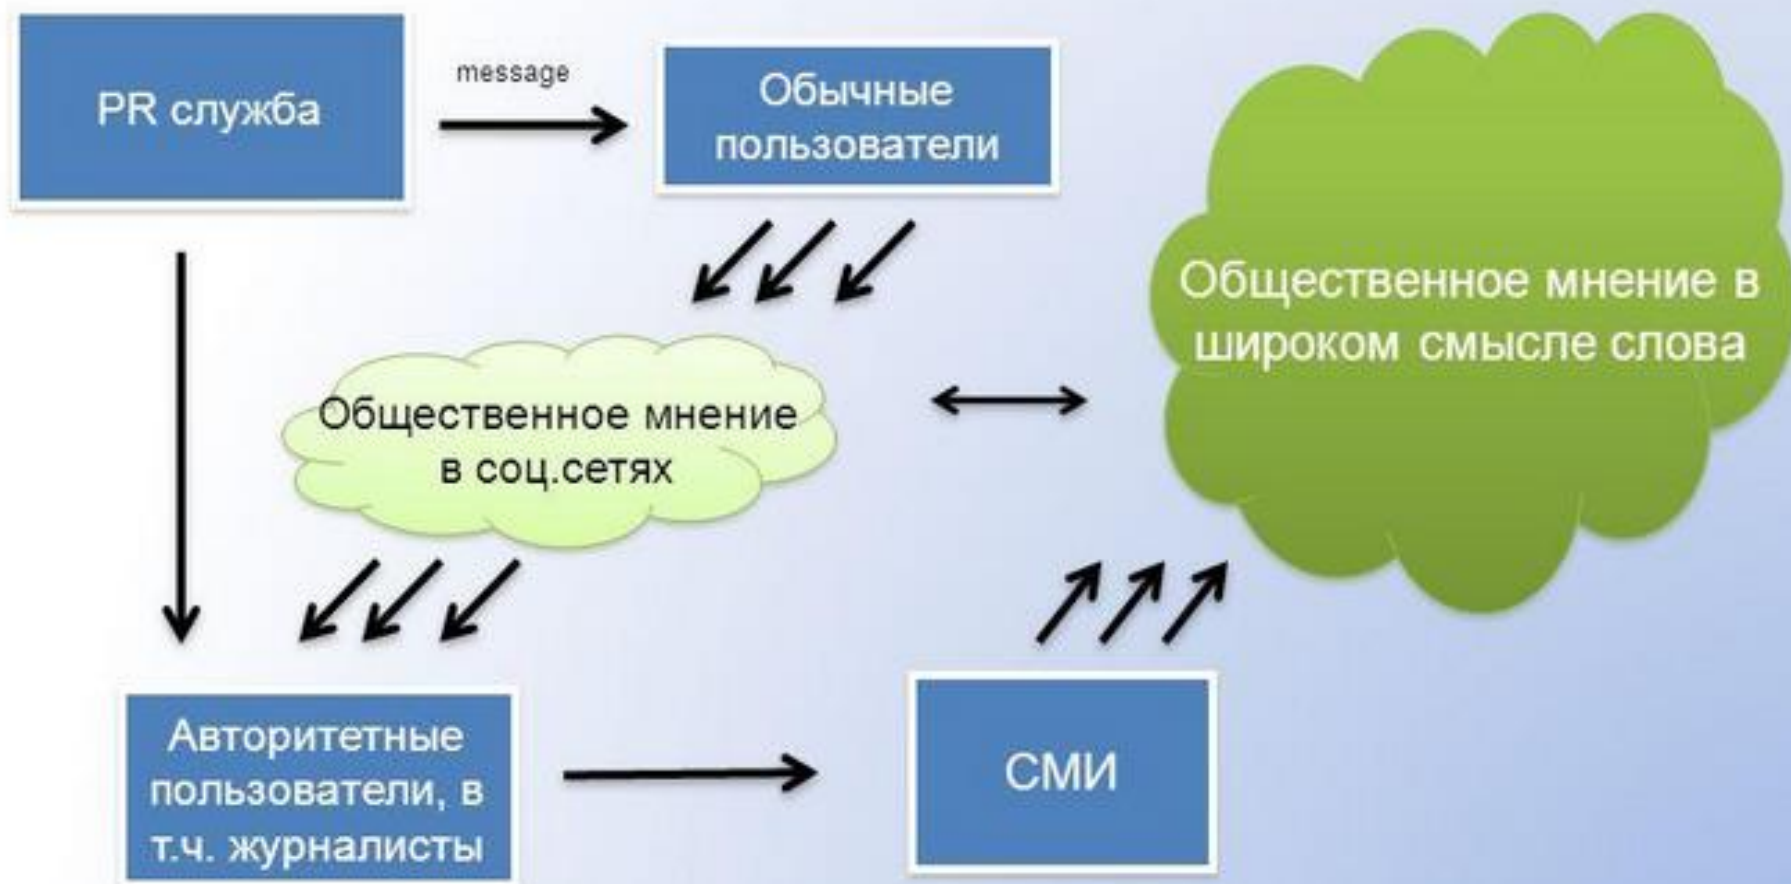 PR служба
message
Обычные
пользователи
Общественное мнение в
широком смысле слова
Общественное мнение
в соц.сетях
Авторитетные
пользователи, в
т.ч. журналисты
СМИ